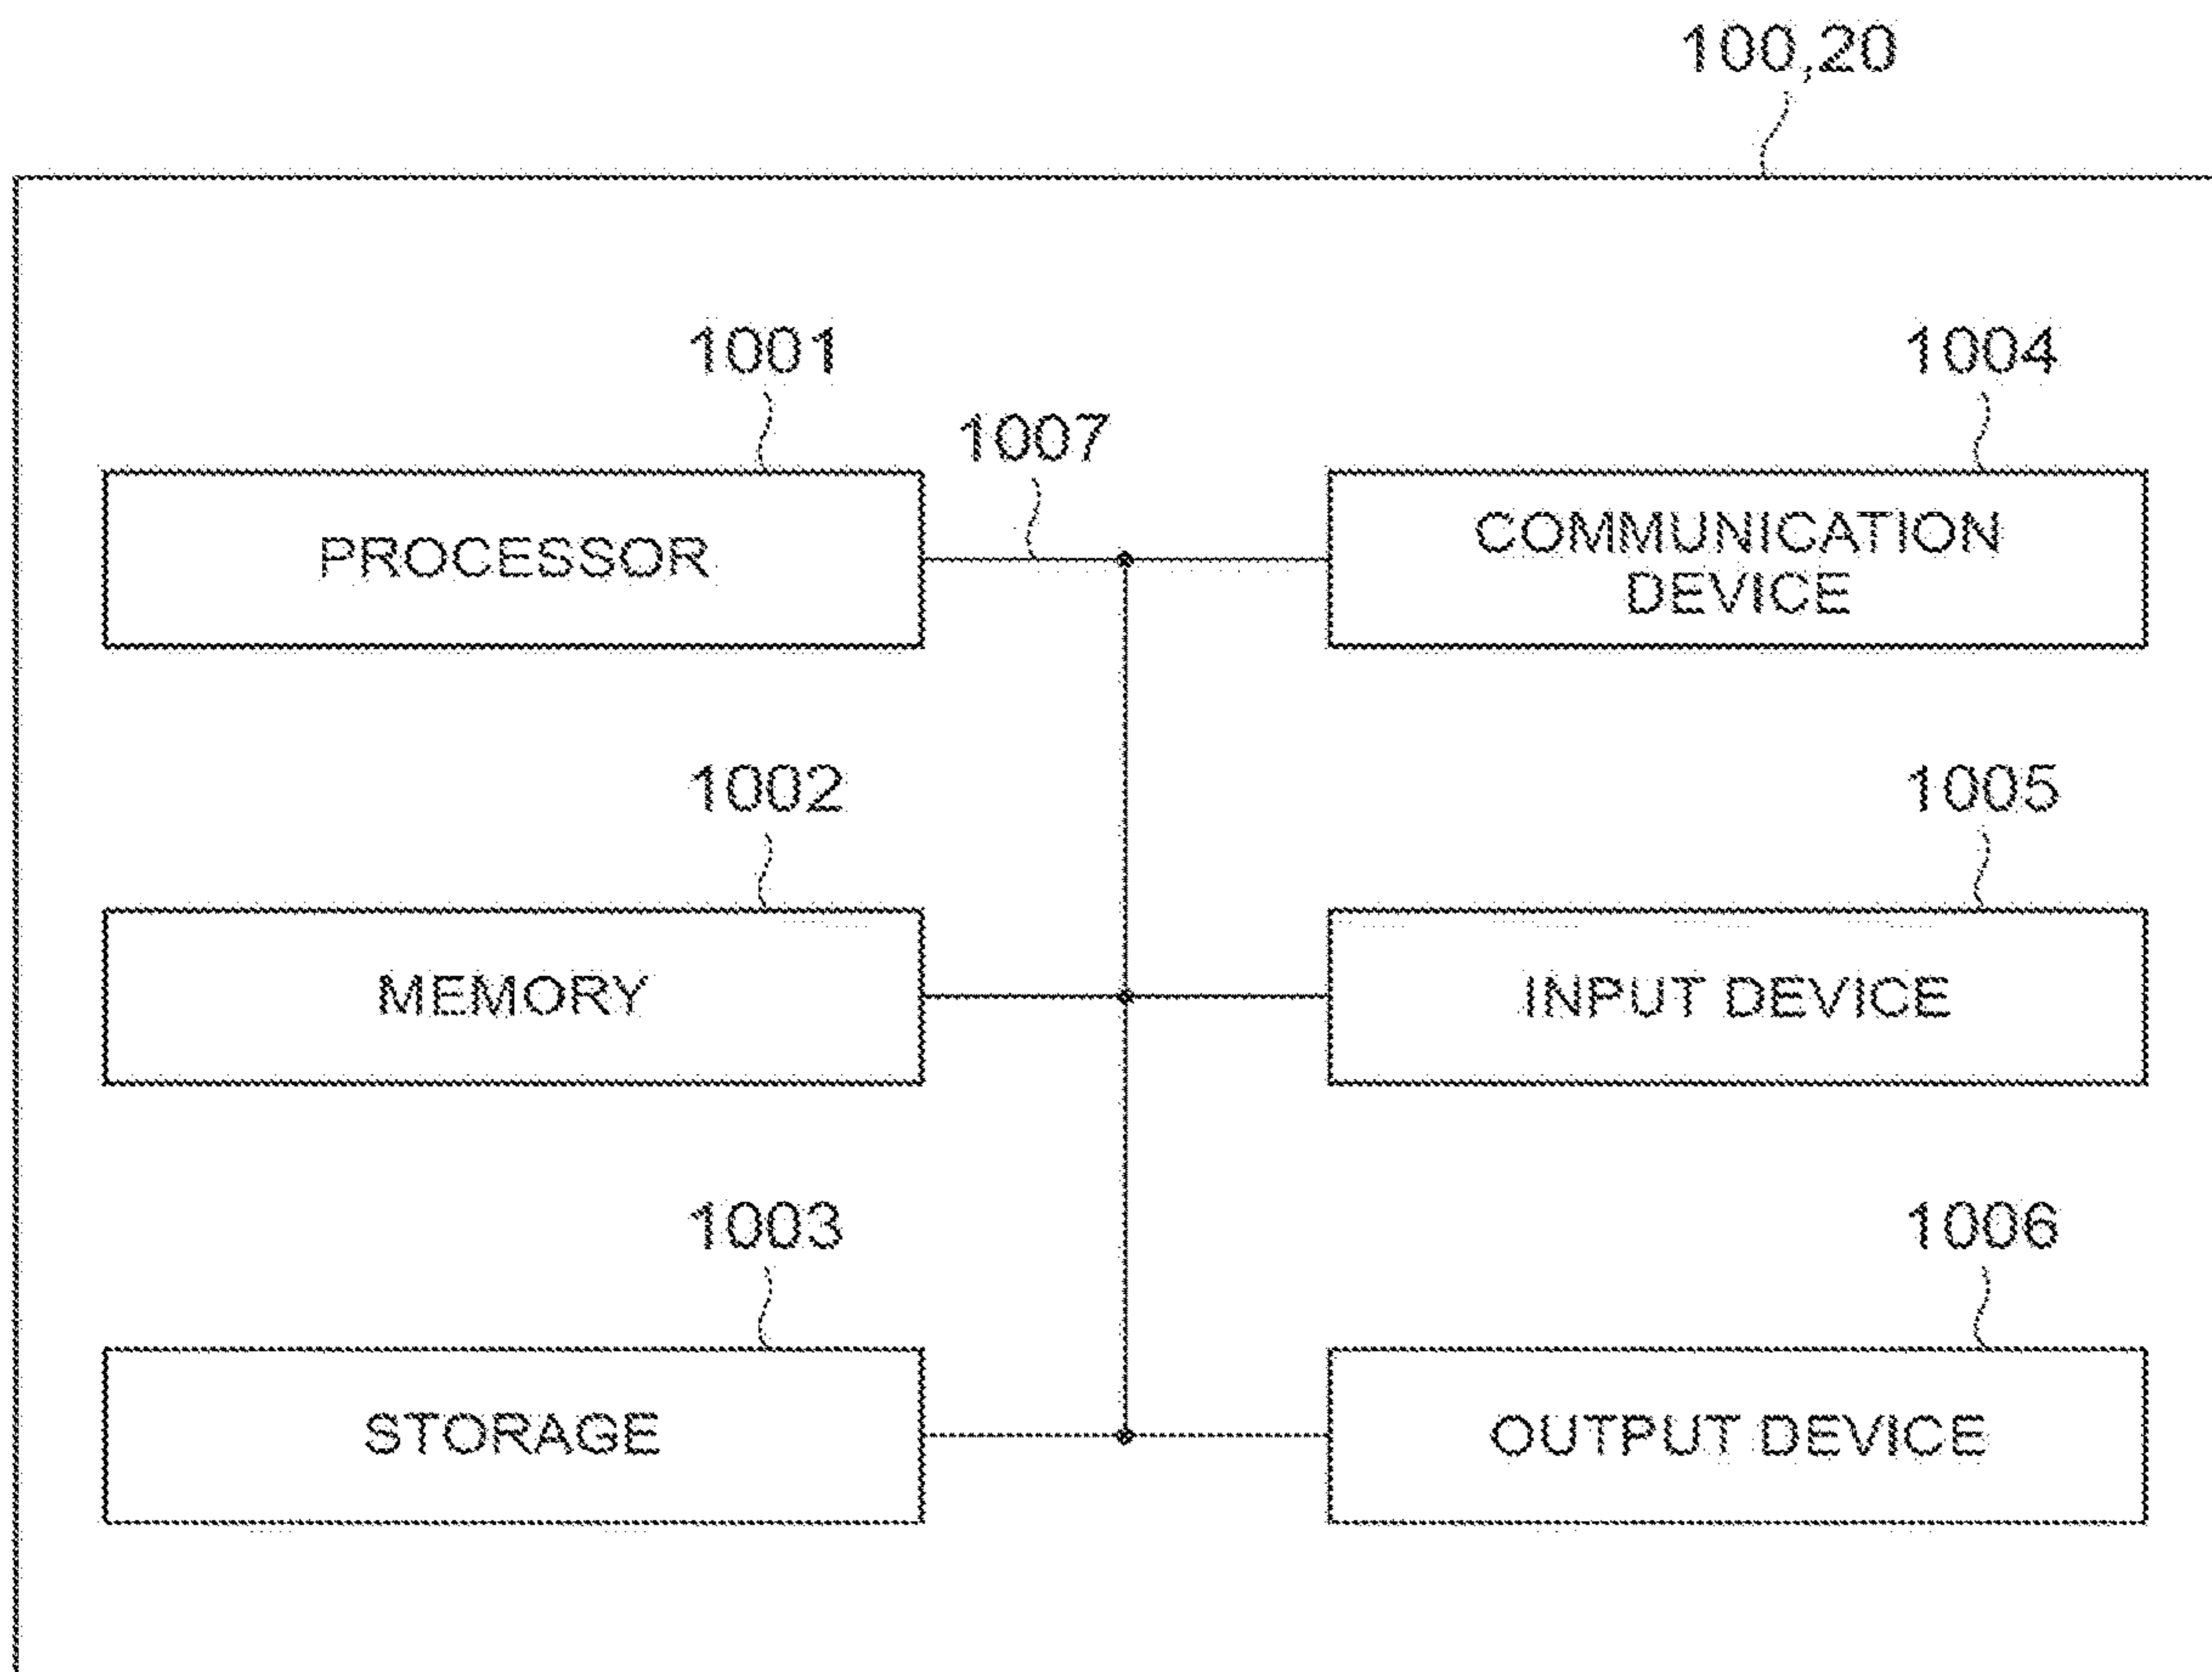 100,20
1001
1004
1007
PROCESSOR
COMMUNICATION
DEVICE
1002
1005
MEMORY
INPUT DEVICE
1003
1006
STORAGE
OUTPUT DEVICE